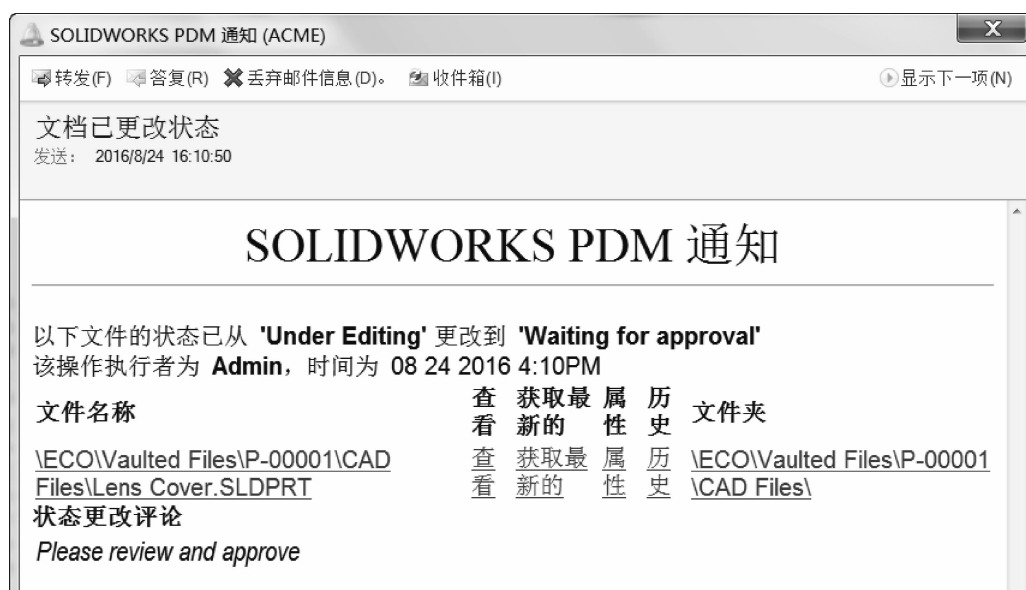 SOLIDWORKS PDM 通知 (ACME)
转发(F) 答复(R) 丢弃邮件信息(D)。 收件箱(I) 显示下一项(N)
文档已更改状态
发送： 2016/8/24 16:10:50
SOLIDWORKS PDM 通知
以下文件的状态已从 'Under Editing' 更改到 'Waiting for approval'
该操作执行者为 Admin，时间为 08 24 2016 4:10PM
文件名称 查看 获取最新的 属性 历史 文件夹
\ECO\Vaulted Files\P-00001\CAD 查 获取最 属 历 \ECO\Vaulted Files\P-00001
Files\Lens Cover.SLDPRT 看 新的 性 史 \CAD Files\
状态更改评论
Please review and approve